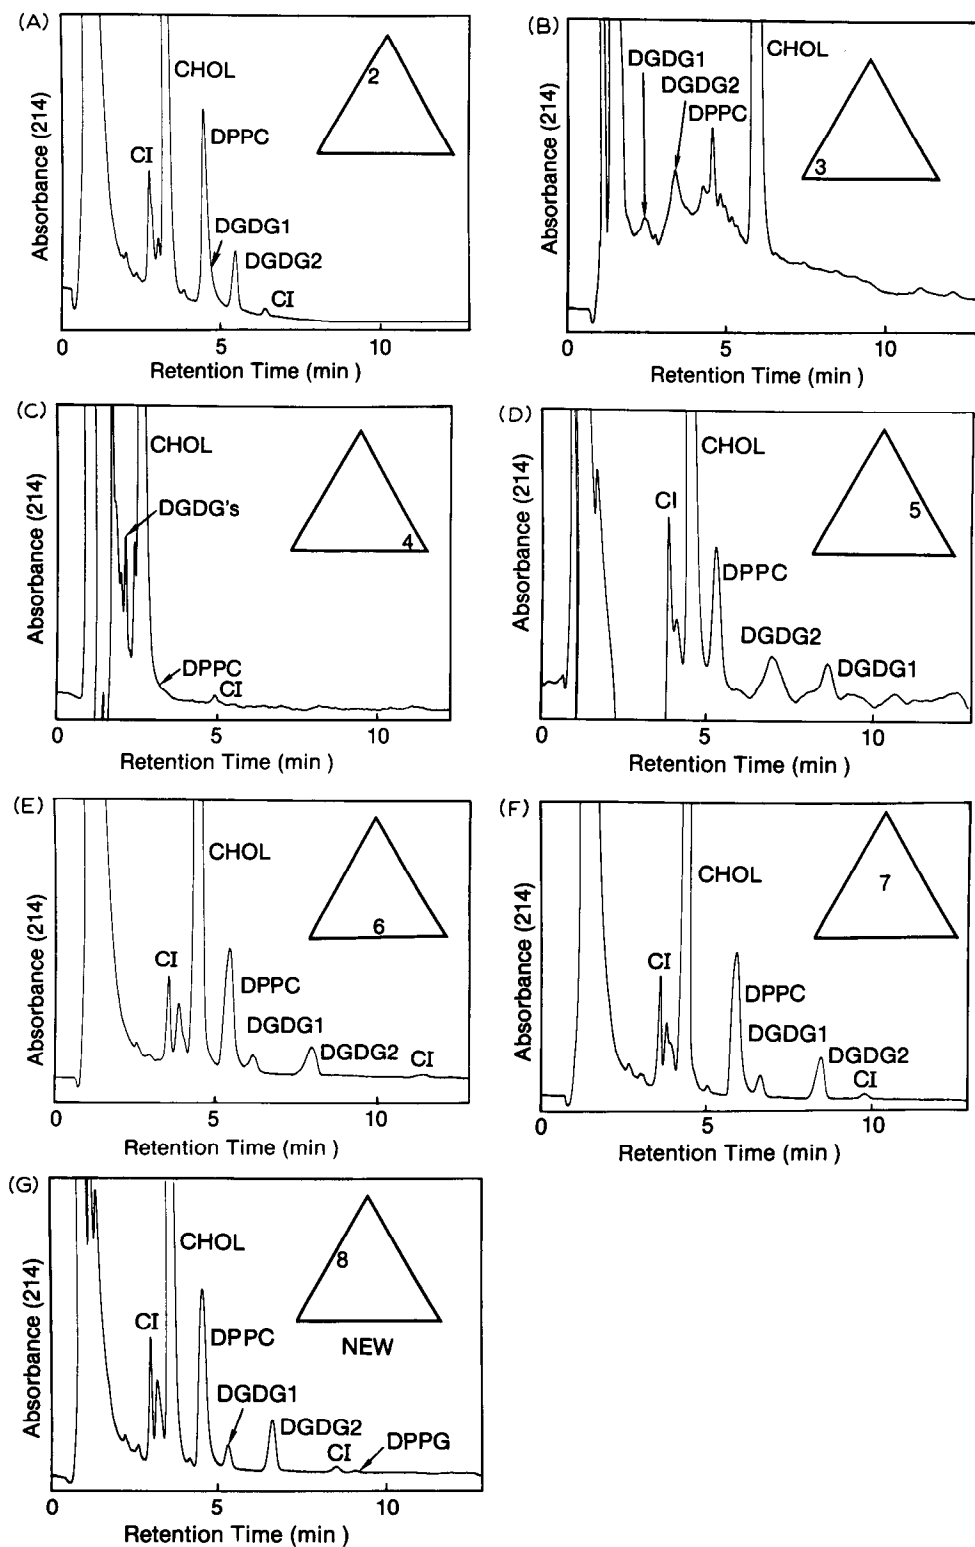 (A)
Absorbance (214)
CHOL
2
DPPC
CI
DGDG1
DGDG2
CI
0 5 10
Retention Time (min )
(B)
Absorbance (214)
DGDG1
DGDG2
DPPC
CHOL
3
0 5 10
Retention Time (min )
(C)
Absorbance (214)
CHOL
DGDG's
4
DPPC
CI
0 5 10
Retention Time (min )
(D)
Absorbance (214)
CHOL
CI
5
DPPC
DGDG2
DGDG1
0 5 10
Retention Time (min )
(E)
Absorbance (214)
CHOL
6
CI
DPPC
DGDG1
DGDG2
CI
0 5 10
Retention Time (min )
(F)
Absorbance (214)
CHOL
7
CI
DPPC
DGDG1
DGDG2
CI
0 5 10
Retention Time (min )
(G)
Absorbance (214)
CHOL
8
CI
DPPC
NEW
DGDG1
DGDG2
CI
DPPG
0 5 10
Retention Time (min )